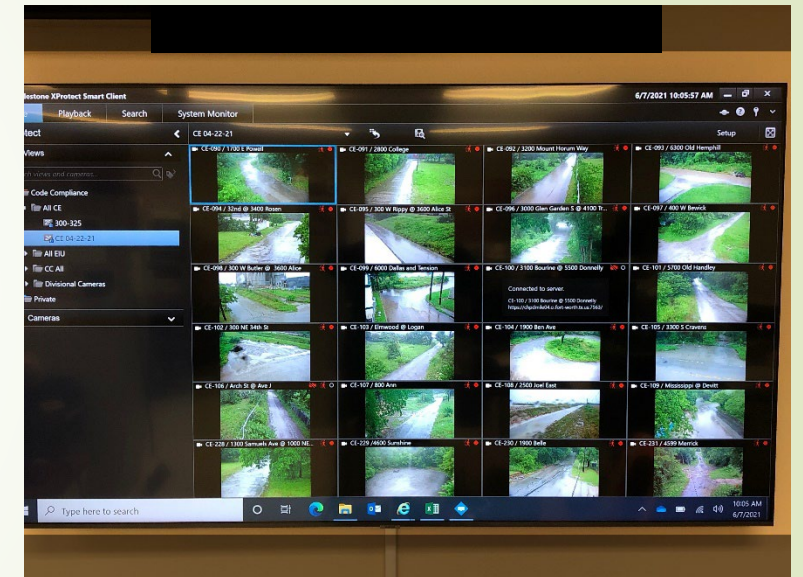 lestone XProtect Smart Client
6/7/2021 10:05:57 AM
Playback Search System Monitor
tect
CE 04-22-21
Setup
Views
CE-090 / 1700 E Powell
CE-091 / 2800 College
CE-092 / 3200 Mount Horum Way
CE-093 / 6300 Old Hemphill
Code Compliance
All CE
300-325
CE 04-22-21
All EIU
CC All
Divisional Cameras
Private
Cameras
CE-094 / 32nd @ 3400 Rosen
CE-095 / 300 W Rippy @ 3600 Alice St
CE-096 / 3000 Glen Garden S @ 4100 Tr...
CE-097 / 400 W Bewick
CE-098 / 300 W Butler @ 3600 Alice
CE-099 / 6000 Dallas and Tension
CE-100 / 3100 Bourine @ 5500 Donnelly
CE-101 / 5700 Old Handley
Connected to server.
CE-100 / 3100 Bourine @ 5500 Donnelly
CE-102 / 300 NE 34th St
CE-103 / Elmwood @ Logan
CE-104 / 1900 Ben Ave
CE-105 / 3300 S Cravens
CE-106 / Arch St @ Ave J
CE-107 / 800 Ann
CE-108 / 2500 Joel East
CE-109 / Mississippi @ Devitt
CE-228 / 1300 Samuels Ave @ 1000 NE...
CE-229 /4600 Sunshine
CE-230 / 1900 Belle
CE-231 / 4599 Merrick
Type here to search
10:05 AM
6/7/2021